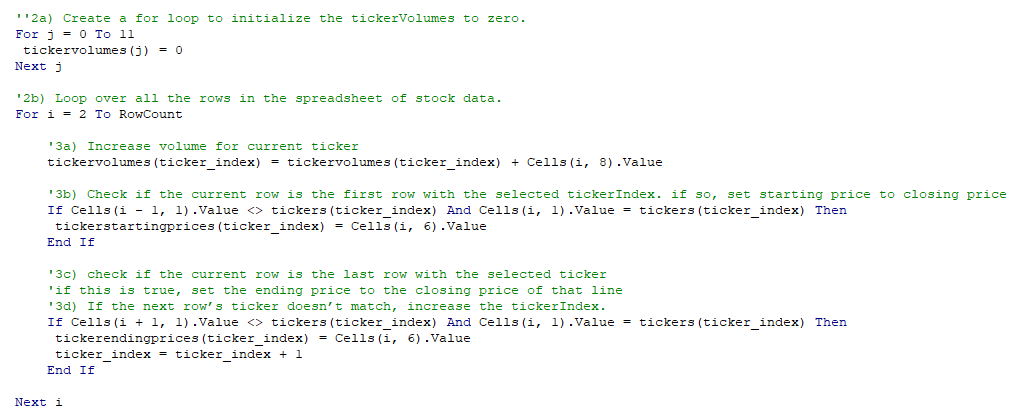 ''2a) Create a for loop to initialize the tickerVolumes to zero.
For j = 0 To 11
tickervolumes(j) = 0
Next j
'2b) Loop over all the rows in the spreadsheet of stock data.
For i = 2 To RowCount
'3a) Increase volume for current ticker
tickervolumes(ticker_index) = tickervolumes(ticker_index) + Cells(i, 8).Value
'3b) Check if the current row is the first row with the selected tickerIndex. if so, set starting price to closing price
If Cells(i - 1, 1).Value <> tickers(ticker_index) And Cells(i, 1).Value = tickers(ticker_index) Then
tickerstartingprices(ticker_index) = Cells(i, 6).Value
End If
'3c) check if the current row is the last row with the selected ticker
'if this is true, set the ending price to the closing price of that line
'3d) If the next row’s ticker doesn’t match, increase the tickerIndex.
If Cells(i + 1, 1).Value <> tickers(ticker_index) And Cells(i, 1).Value = tickers(ticker_index) Then
tickerendingprices(ticker_index) = Cells(i, 6).Value
ticker_index = ticker_index + 1
End If
Next i